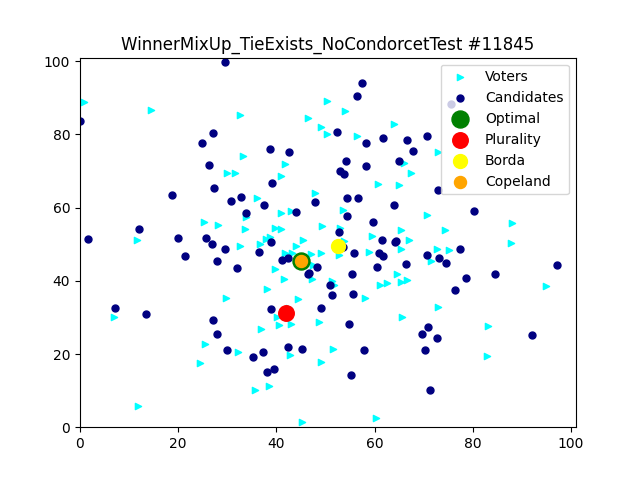 WinnerMixUp_TieExists_NoCondorcetTest #11845
Voters
Candidates
Optimal
Plurality
Borda
Copeland
100
80
60
40
20
0
0 20 40 60 80 100